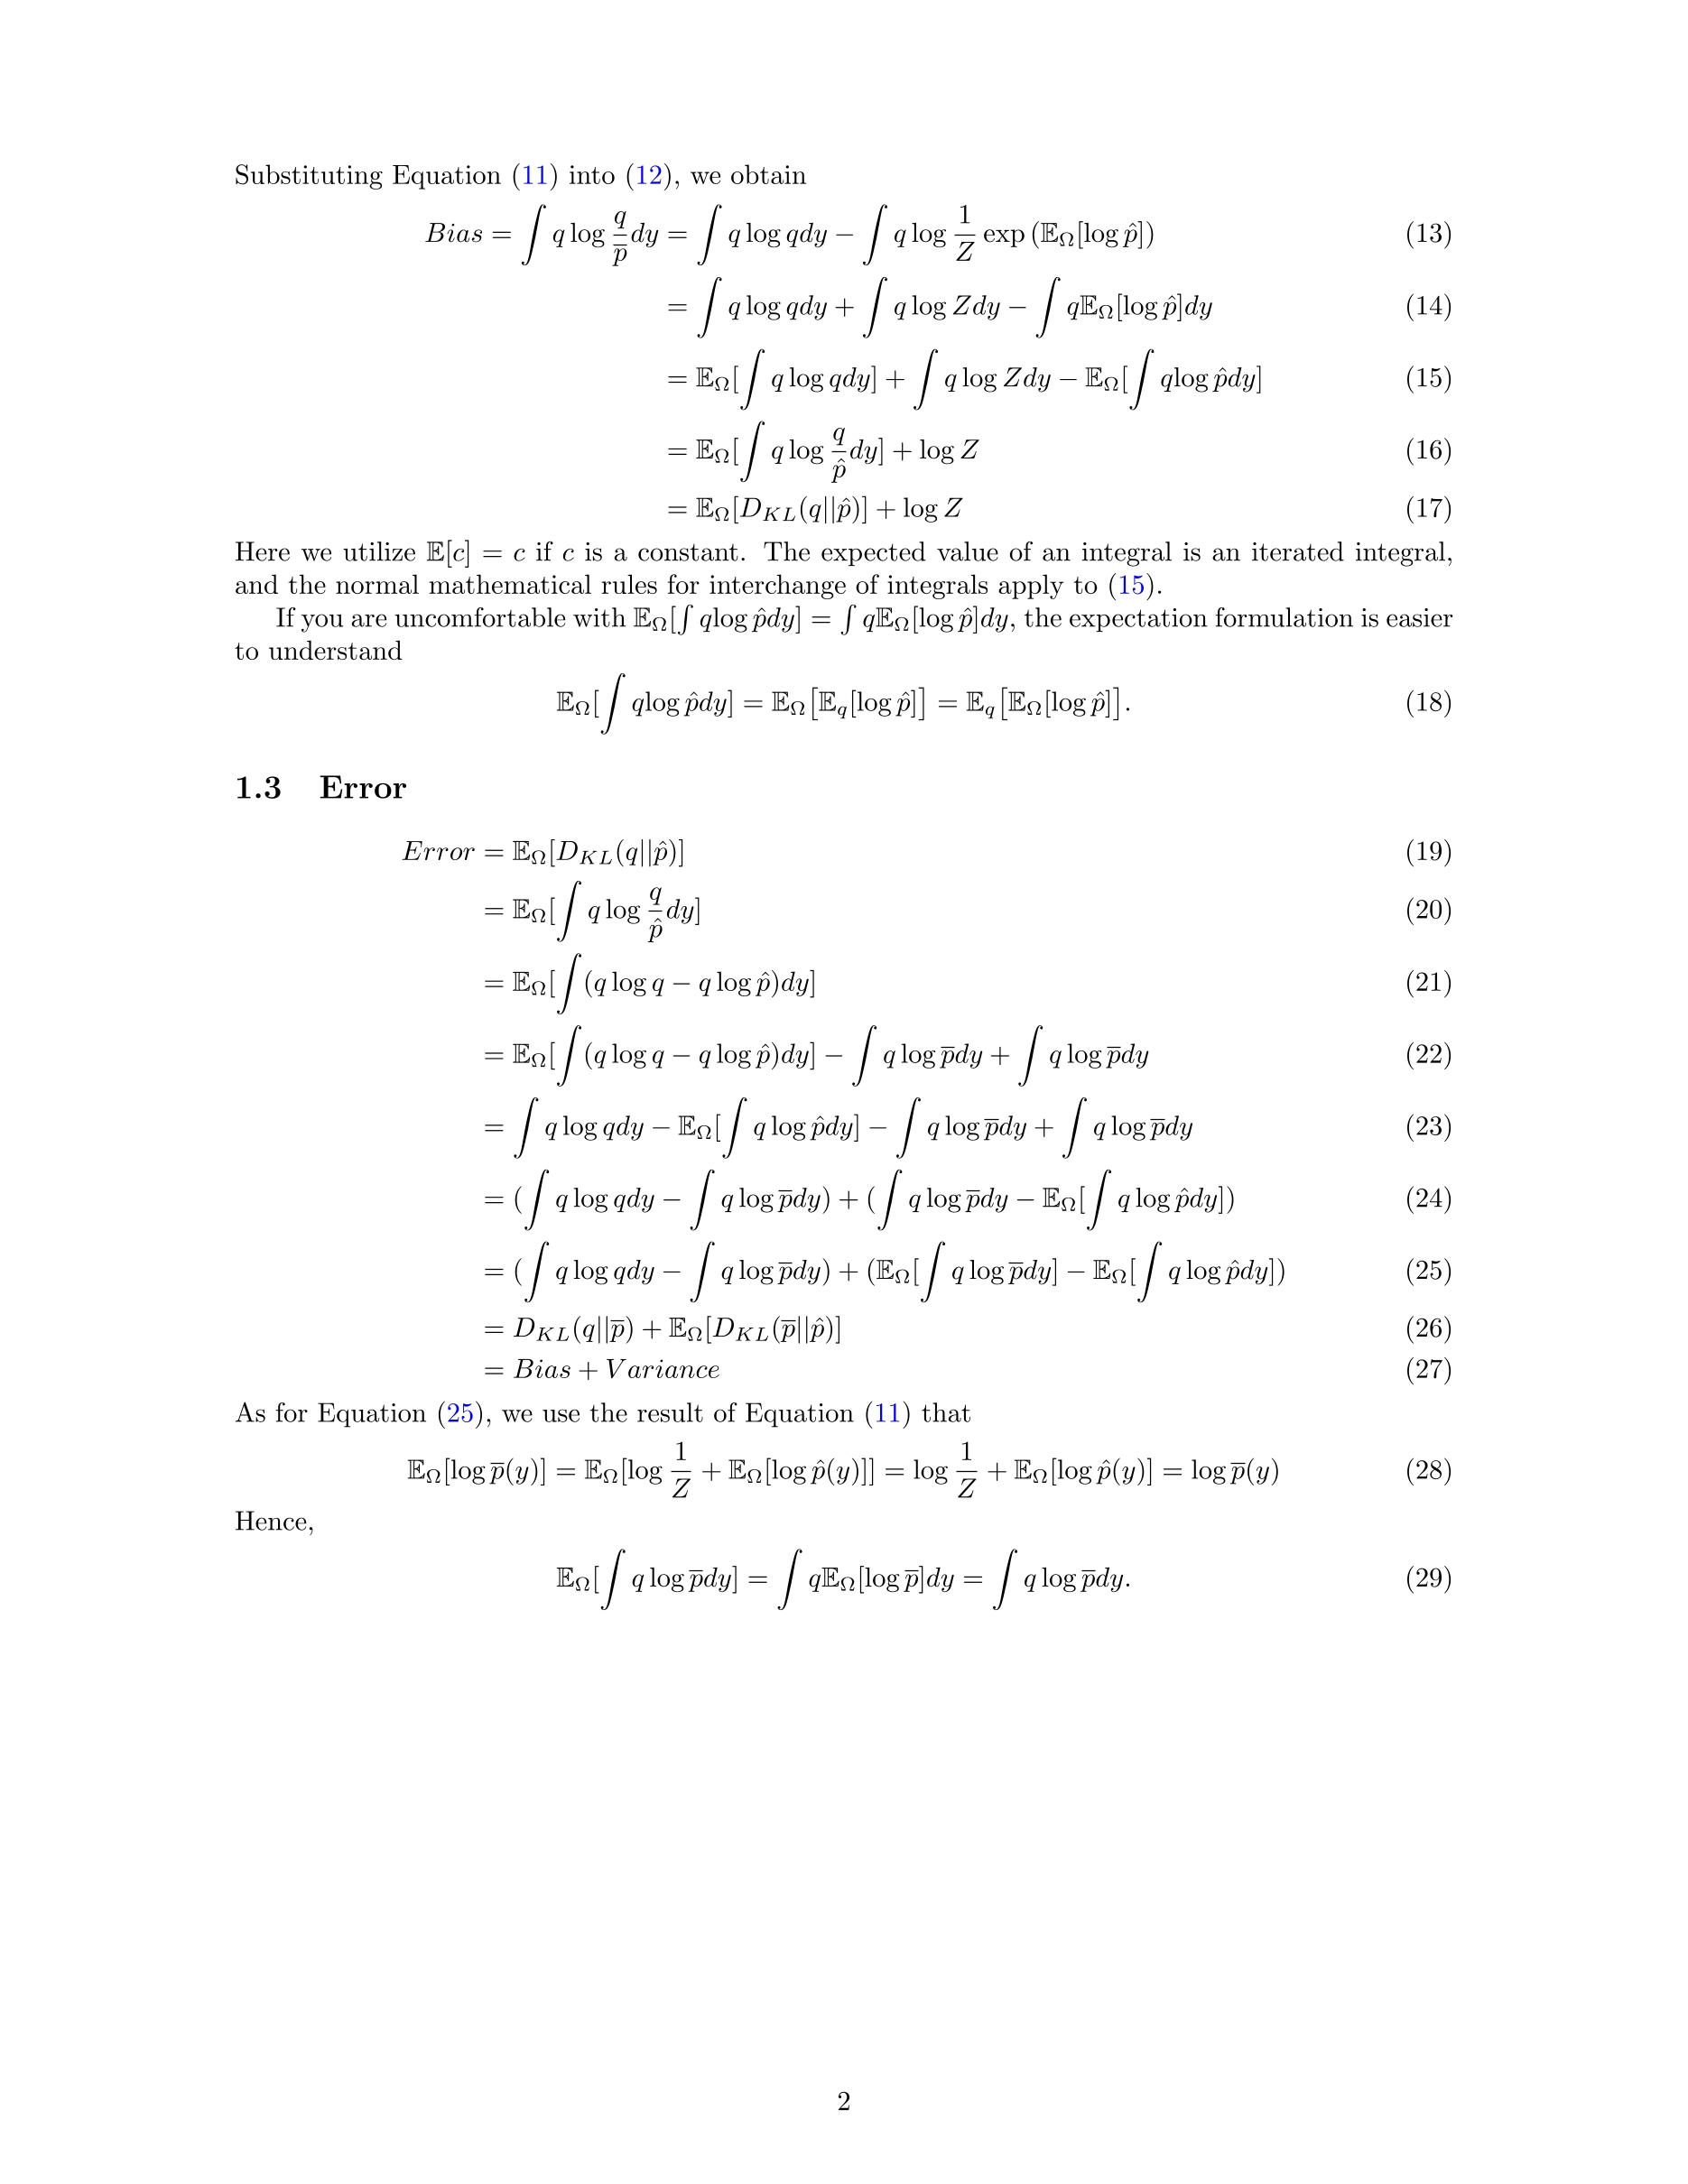 Substituting Equation (11) into (12), we obtain
$$Bias = \int q \log \frac{q}{\overline{p}} dy = \int q \log q dy - \int q \log \frac{1}{Z} \exp\left(\mathbb{E}_\Omega[\log \hat{p}]\right) \quad (13)$$
$$= \int q \log q dy + \int q \log Z dy - \int q \mathbb{E}_\Omega[\log \hat{p}] dy \quad (14)$$
$$= \mathbb{E}_\Omega[\int q \log q dy] + \int q \log Z dy - \mathbb{E}_\Omega[\int q \log \hat{p} dy] \quad (15)$$
$$= \mathbb{E}_\Omega[\int q \log \frac{q}{\hat{p}} dy] + \log Z \quad (16)$$
$$= \mathbb{E}_\Omega[D_{KL}(q||\hat{p})] + \log Z \quad (17)$$
Here we utilize $\mathbb{E}[c] = c$ if $c$ is a constant. The expected value of an integral is an iterated integral,
and the normal mathematical rules for interchange of integrals apply to (15).
If you are uncomfortable with $\mathbb{E}_\Omega[\int q \log \hat{p} dy] = \int q \mathbb{E}_\Omega[\log \hat{p}] dy$, the expectation formulation is easier
to understand
$$\mathbb{E}_\Omega[\int q \log \hat{p} dy] = \mathbb{E}_\Omega\big[\mathbb{E}_q[\log \hat{p}]\big] = \mathbb{E}_q\big[\mathbb{E}_\Omega[\log \hat{p}]\big]. \quad (18)$$
1.3 Error
$$Error = \mathbb{E}_\Omega[D_{KL}(q||\hat{p})] \quad (19)$$
$$= \mathbb{E}_\Omega[\int q \log \frac{q}{\hat{p}} dy] \quad (20)$$
$$= \mathbb{E}_\Omega[\int (q \log q - q \log \hat{p}) dy] \quad (21)$$
$$= \mathbb{E}_\Omega[\int (q \log q - q \log \hat{p}) dy] - \int q \log \overline{p} dy + \int q \log \overline{p} dy \quad (22)$$
$$= \int q \log q dy - \mathbb{E}_\Omega[\int q \log \hat{p} dy] - \int q \log \overline{p} dy + \int q \log \overline{p} dy \quad (23)$$
$$= (\int q \log q dy - \int q \log \overline{p} dy) + (\int q \log \overline{p} dy - \mathbb{E}_\Omega[\int q \log \hat{p} dy]) \quad (24)$$
$$= (\int q \log q dy - \int q \log \overline{p} dy) + (\mathbb{E}_\Omega[\int q \log \overline{p} dy] - \mathbb{E}_\Omega[\int q \log \hat{p} dy]) \quad (25)$$
$$= D_{KL}(q||\overline{p}) + \mathbb{E}_\Omega[D_{KL}(\overline{p}||\hat{p})] \quad (26)$$
$$= Bias + Variance \quad (27)$$
As for Equation (25), we use the result of Equation (11) that
$$\mathbb{E}_\Omega[\log \overline{p}(y)] = \mathbb{E}_\Omega[\log \frac{1}{Z} + \mathbb{E}_\Omega[\log \hat{p}(y)]] = \log \frac{1}{Z} + \mathbb{E}_\Omega[\log \hat{p}(y)] = \log \overline{p}(y) \quad (28)$$
Hence,
$$\mathbb{E}_\Omega[\int q \log \overline{p} dy] = \int q \mathbb{E}_\Omega[\log \overline{p}] dy = \int q \log \overline{p} dy. \quad (29)$$
2